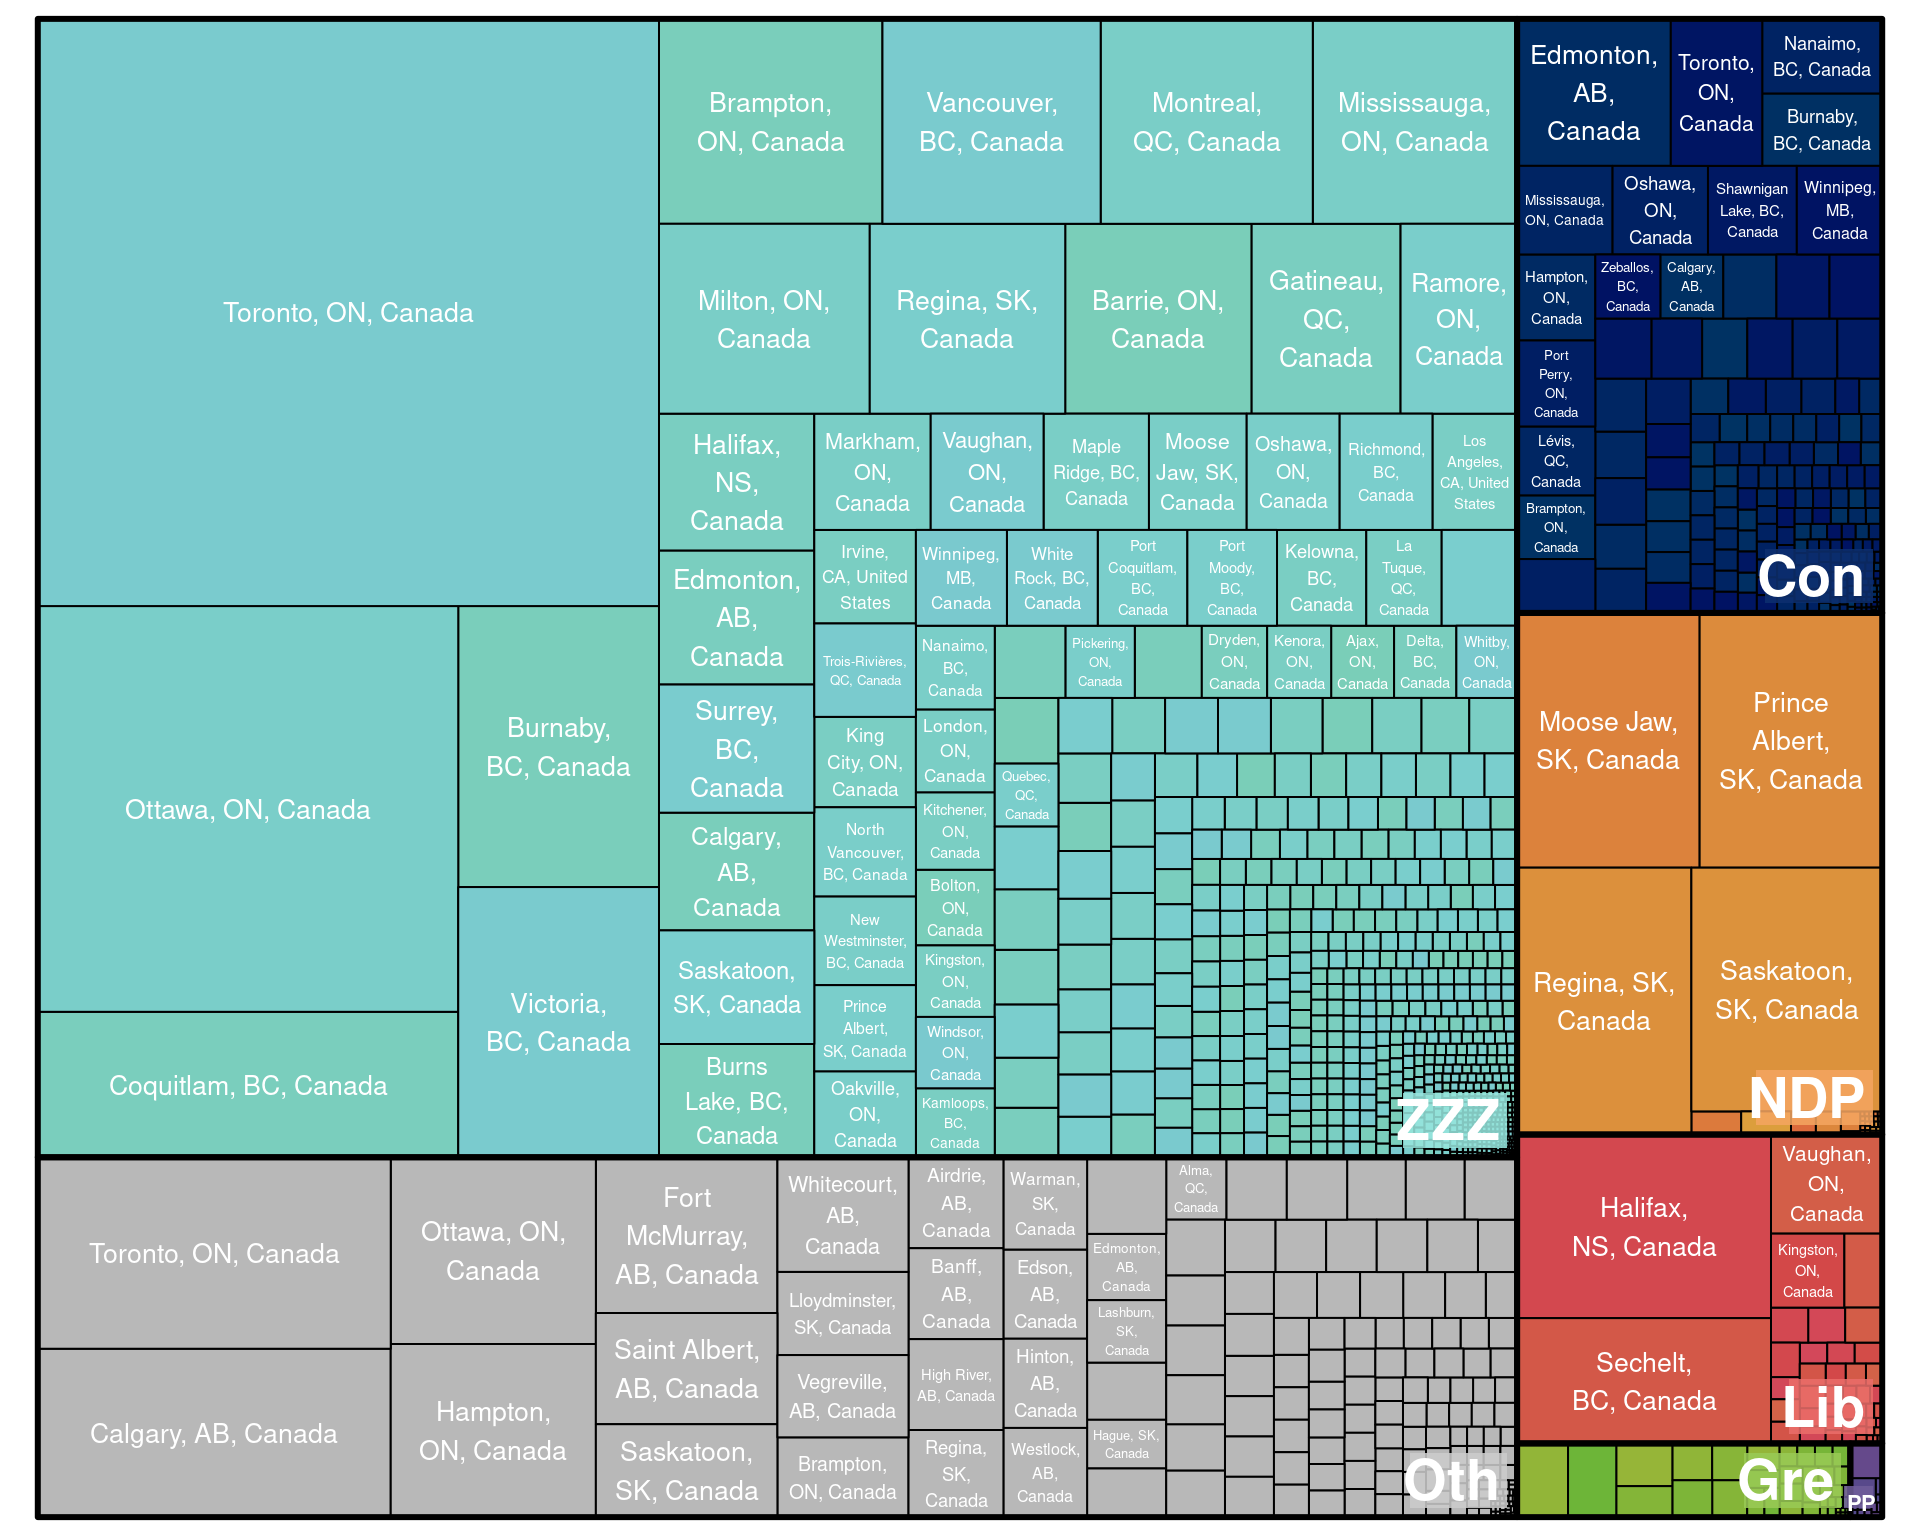 Toronto, ON, Canada
Ottawa, ON, Canada
Coquitlam, BC, Canada
Burnaby,
BC, Canada
Victoria,
BC, Canada
Brampton,
ON, Canada
Vancouver,
BC, Canada
Montreal,
QC, Canada
Mississauga,
ON, Canada
Milton, ON,
Canada
Regina, SK,
Canada
Barrie, ON,
Canada
Gatineau,
QC,
Canada
Ramore,
ON,
Canada
Halifax,
NS,
Canada
Edmonton,
AB,
Canada
Surrey,
BC,
Canada
Calgary,
AB,
Canada
Saskatoon,
SK, Canada
Burns
Lake, BC,
Canada
Markham,
ON,
Canada
Vaughan,
ON,
Canada
Maple
Ridge, BC,
Canada
Moose
Jaw, SK,
Canada
Oshawa,
ON,
Canada
Richmond,
BC,
Canada
Los
Angeles,
CA, United
States
Irvine,
CA, United
States
Trois-Rivières,
QC, Canada
King
City, ON,
Canada
North
Vancouver,
BC, Canada
New
Westminster,
BC, Canada
Prince
Albert,
SK, Canada
Oakville,
ON,
Canada
Winnipeg,
MB,
Canada
White
Rock, BC,
Canada
Port
Coquitlam,
BC,
Canada
Port
Moody,
BC,
Canada
Kelowna,
BC,
Canada
La
Tuque,
QC,
Canada
Nanaimo,
BC,
Canada
London,
ON,
Canada
Kitchener,
ON,
Canada
Bolton,
ON,
Canada
Kingston,
ON,
Canada
Windsor,
ON,
Canada
Kamloops,
BC,
Canada
Quebec,
QC,
Canada
Pickering,
ON,
Canada
Dryden,
ON,
Canada
Kenora,
ON,
Canada
Ajax,
ON,
Canada
Delta,
BC,
Canada
Whitby,
ON,
Canada
ZZZ
Edmonton,
AB,
Canada
Toronto,
ON,
Canada
Nanaimo,
BC, Canada
Burnaby,
BC, Canada
Mississauga,
ON, Canada
Oshawa,
ON,
Canada
Shawnigan
Lake, BC,
Canada
Winnipeg,
MB,
Canada
Hampton,
ON,
Canada
Port
Perry,
ON,
Canada
Lévis,
QC,
Canada
Brampton,
ON,
Canada
Zeballos,
BC,
Canada
Calgary,
AB,
Canada
Con
Moose Jaw,
SK, Canada
Prince
Albert,
SK, Canada
Regina, SK,
Canada
Saskatoon,
SK, Canada
NDP
Halifax,
NS, Canada
Sechelt,
BC, Canada
Vaughan,
ON,
Canada
Kingston,
ON,
Canada
Lib
Toronto, ON, Canada
Calgary, AB, Canada
Ottawa, ON,
Canada
Hampton,
ON, Canada
Fort
McMurray,
AB, Canada
Saint Albert,
AB, Canada
Saskatoon,
SK, Canada
Whitecourt,
AB,
Canada
Lloydminster,
SK, Canada
Vegreville,
AB, Canada
Brampton,
ON, Canada
Airdrie,
AB,
Canada
Banff,
AB,
Canada
High River,
AB, Canada
Regina,
SK,
Canada
Warman,
SK,
Canada
Edson,
AB,
Canada
Hinton,
AB,
Canada
Westlock,
AB,
Canada
Edmonton,
AB,
Canada
Lashburn,
SK,
Canada
Hague, SK,
Canada
Alma,
QC,
Canada
Oth
Gre
PP